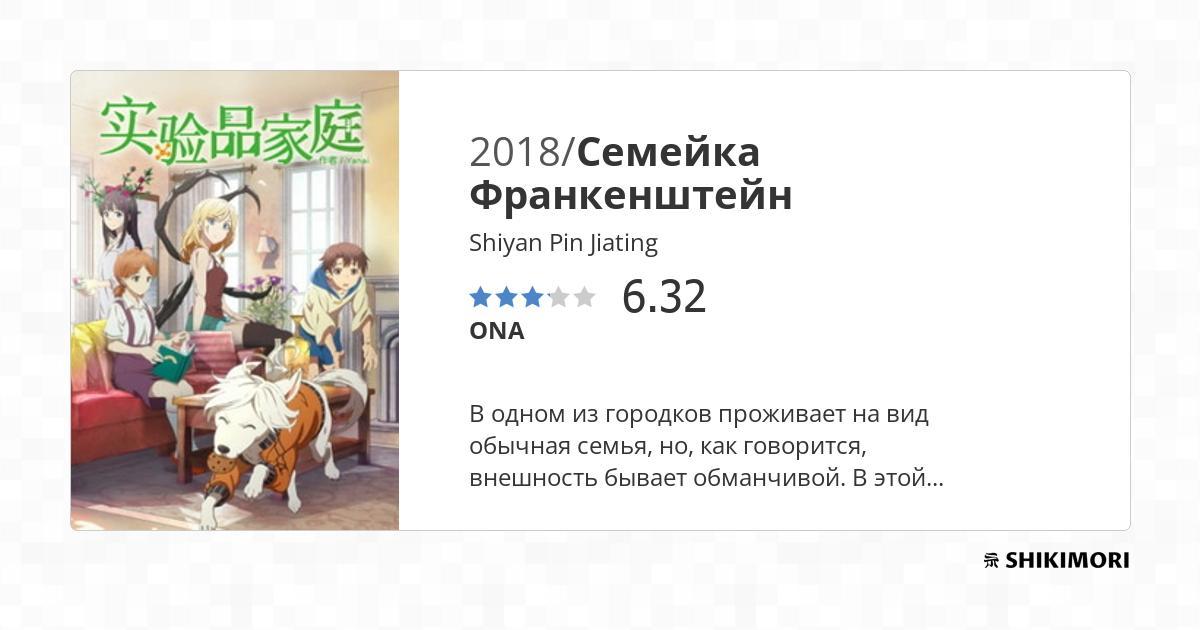 实验品家庭
作者 / Yanai
2018/Семейка
Франкенштейн
Shiyan Pin Jiating
6.32
ONA
В одном из городков проживает на вид
обычная семья, но, как говорится,
внешность бывает обманчивой. В этой...
SHIKIMORI